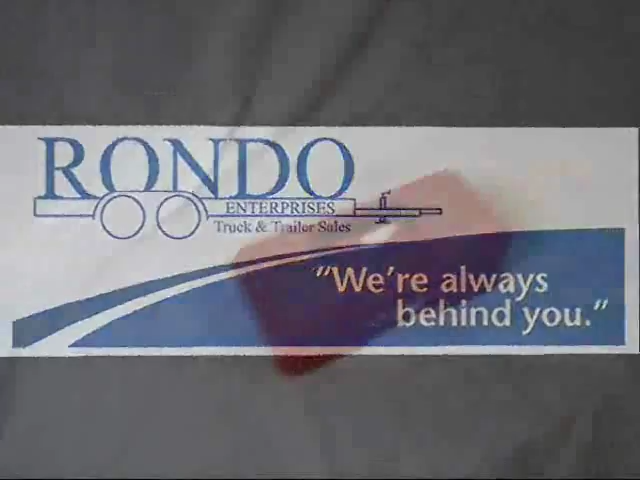 RONDO
ENTERPRISES
Truck & Trailer Sales
"We're always
behind you."